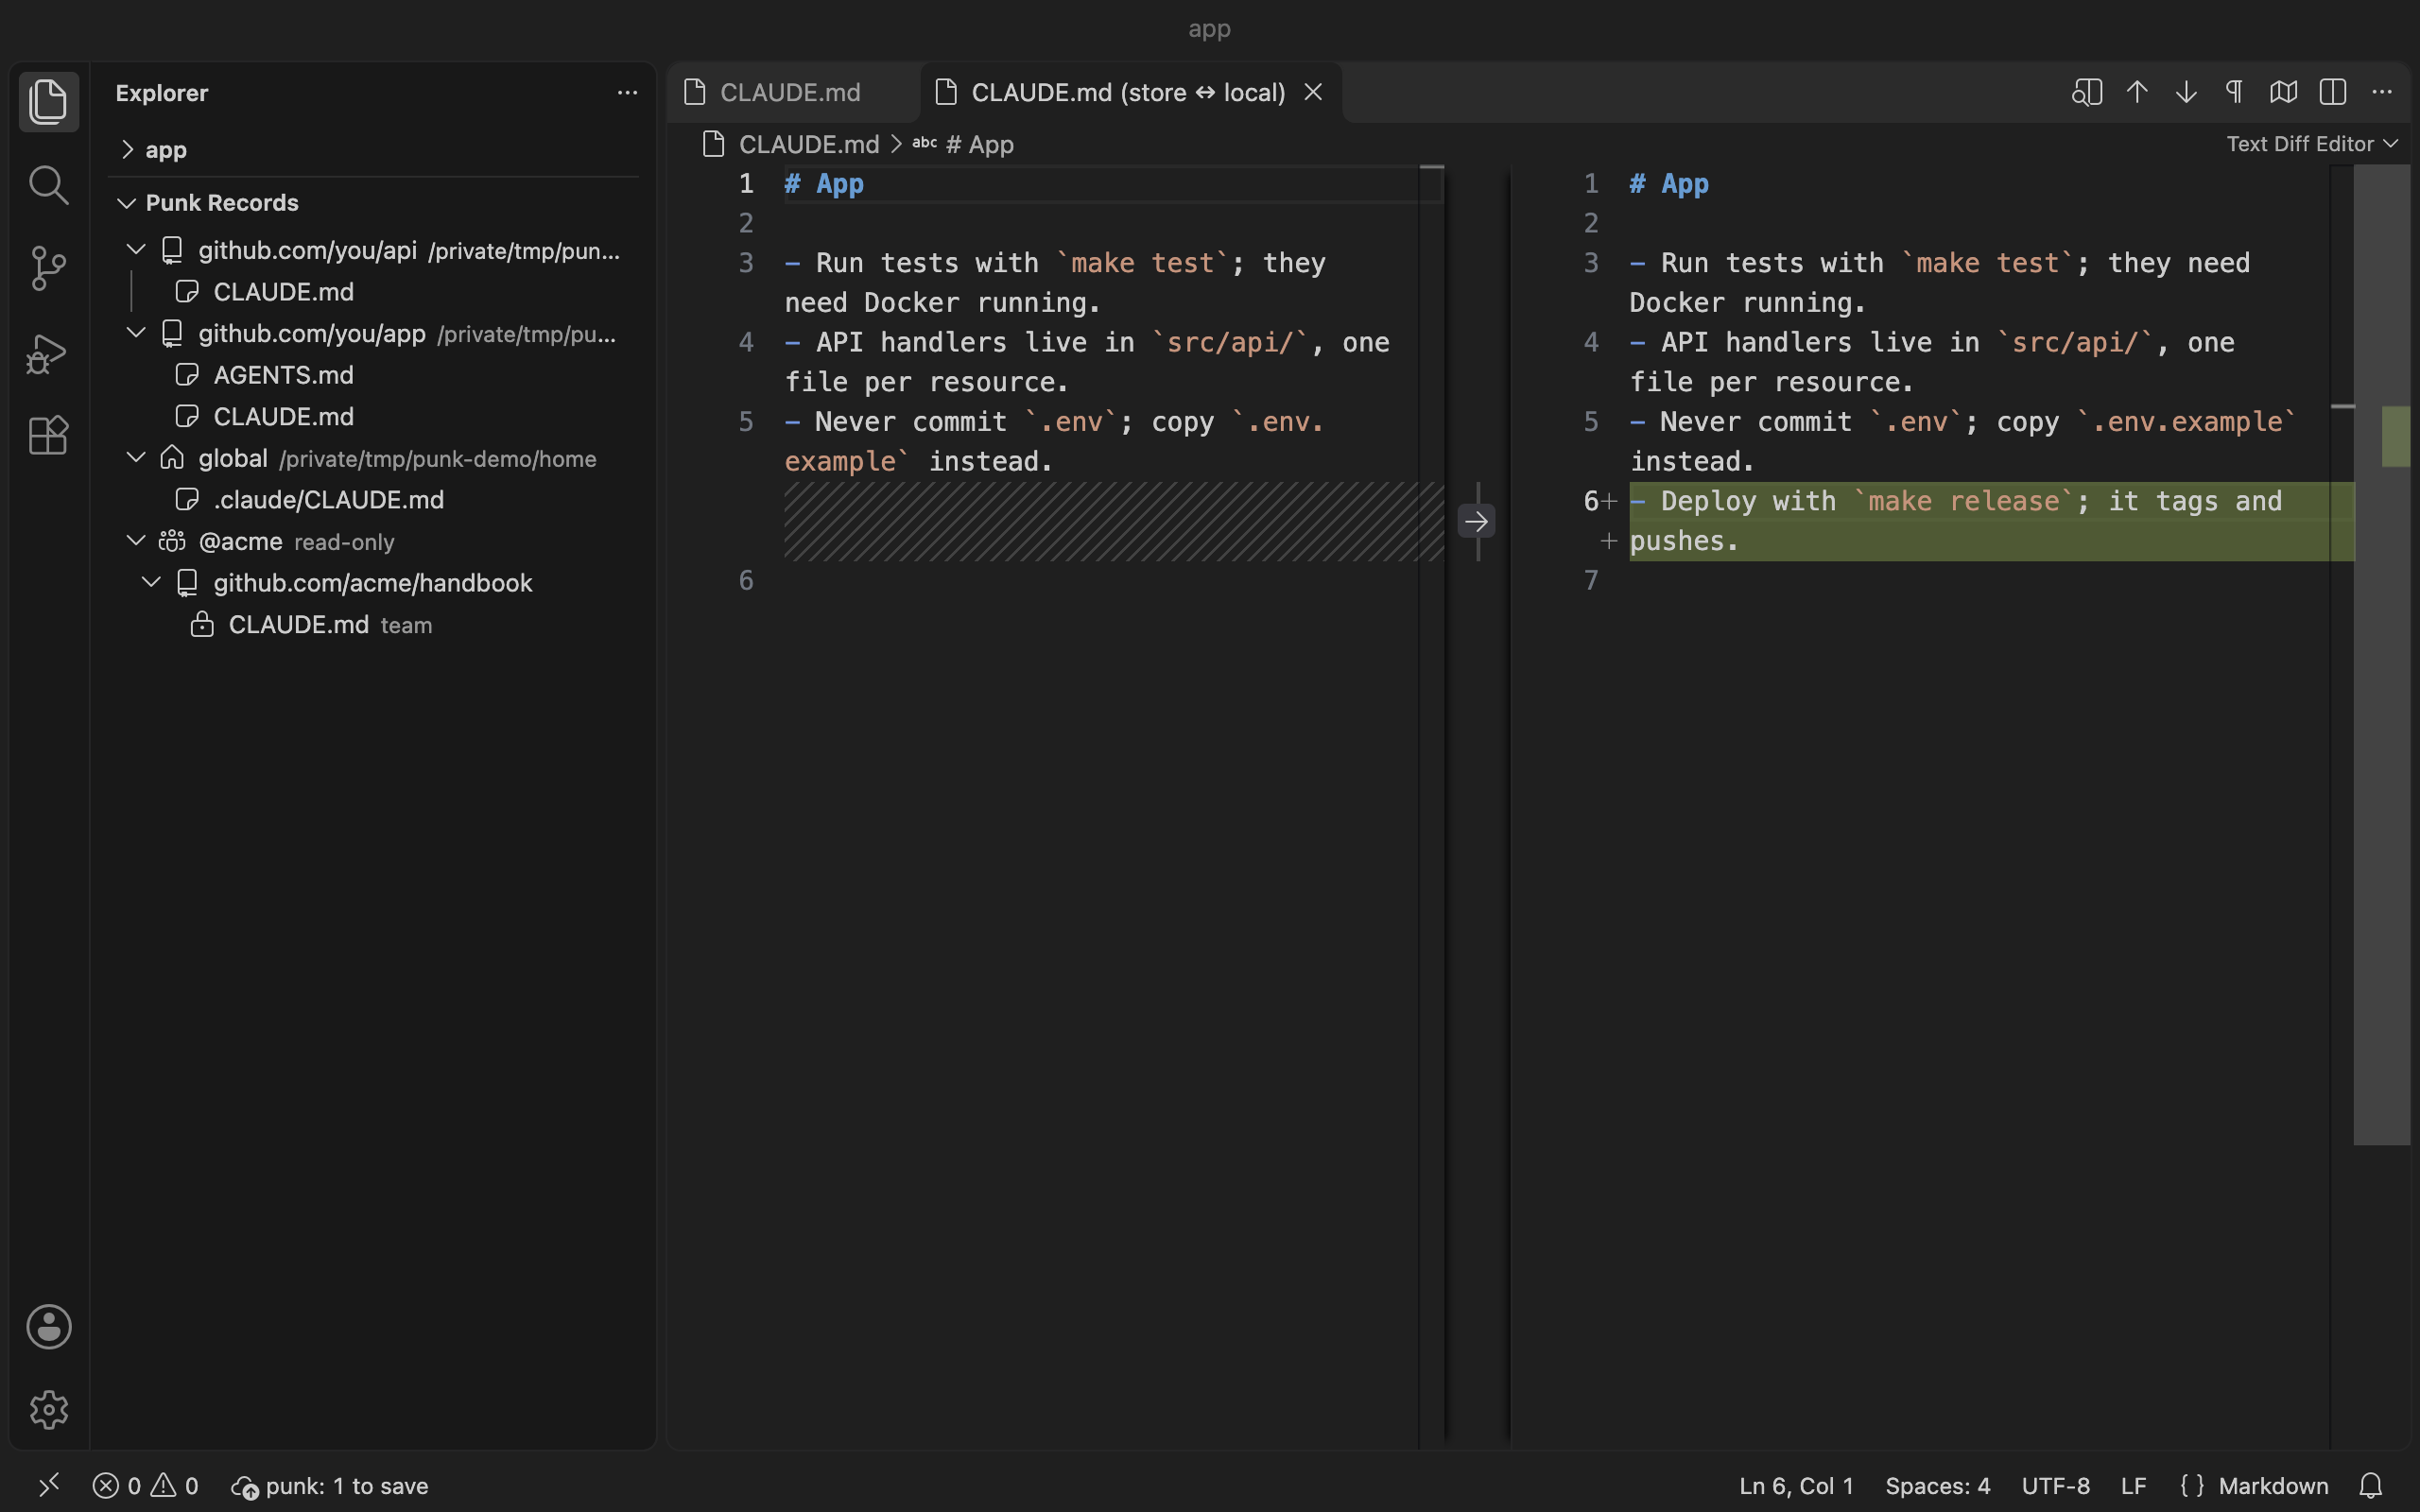 app
Explorer
app
Punk Records
github.com/you/api /private/tmp/pun...
CLAUDE.md
github.com/you/app /private/tmp/pu...
AGENTS.md
CLAUDE.md
global /private/tmp/punk-demo/home
.claude/CLAUDE.md
@acme read-only
github.com/acme/handbook
CLAUDE.md team
CLAUDE.md
CLAUDE.md (store ↔ local)
CLAUDE.md > abc # App
Text Diff Editor
1 # App
2
3 - Run tests with `make test`; they
need Docker running.
4 - API handlers live in `src/api/`, one
file per resource.
5 - Never commit `.env`; copy `.env.
example` instead.
6
1 # App
2
3 - Run tests with `make test`; they need
Docker running.
4 - API handlers live in `src/api/`, one
file per resource.
5 - Never commit `.env`; copy `.env.example`
instead.
6+ - Deploy with `make release`; it tags and
+ pushes.
7
0 0 punk: 1 to save
Ln 6, Col 1 Spaces: 4 UTF-8 LF {} Markdown